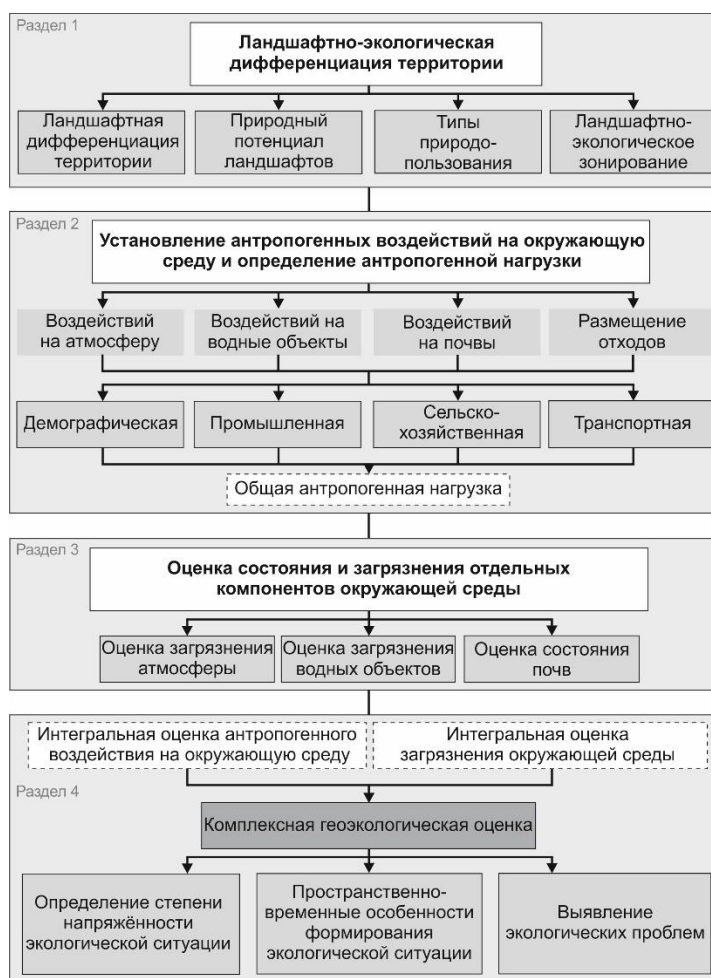 Раздел 1
Ландшафтно-экологическая
дифференциация территории
Ландшафтная
дифференциация
территории
Природный
потенциал
ландшафтов
Типы
природо-
пользования
Ландшафтно-
экологическое
зонирование
Раздел 2
Установление антропогенных воздействий на окружающую
среду и определение антропогенной нагрузки
Воздействий
на атмосферу
Воздействий на
водные объекты
Воздействий
на почвы
Размещение
отходов
Демографическая
Промышленная
Сельско-
хозяйственная
Транспортная
Общая антропогенная нагрузка
Раздел 3
Оценка состояния и загрязнения отдельных
компонентов окружающей среды
Оценка загрязнения
атмосферы
Оценка загрязнения
водных объектов
Оценка состояния
почв
Интегральная оценка антропогенного
воздействия на окружающую среду
Интегральная оценка
загрязнения окружающей среды
Раздел 4
Комплексная геоэкологическая оценка
Определение степени
напряжённости
экологической ситуации
Пространственно-
временные особенности
формирования
экологической ситуации
Выявление
экологических проблем